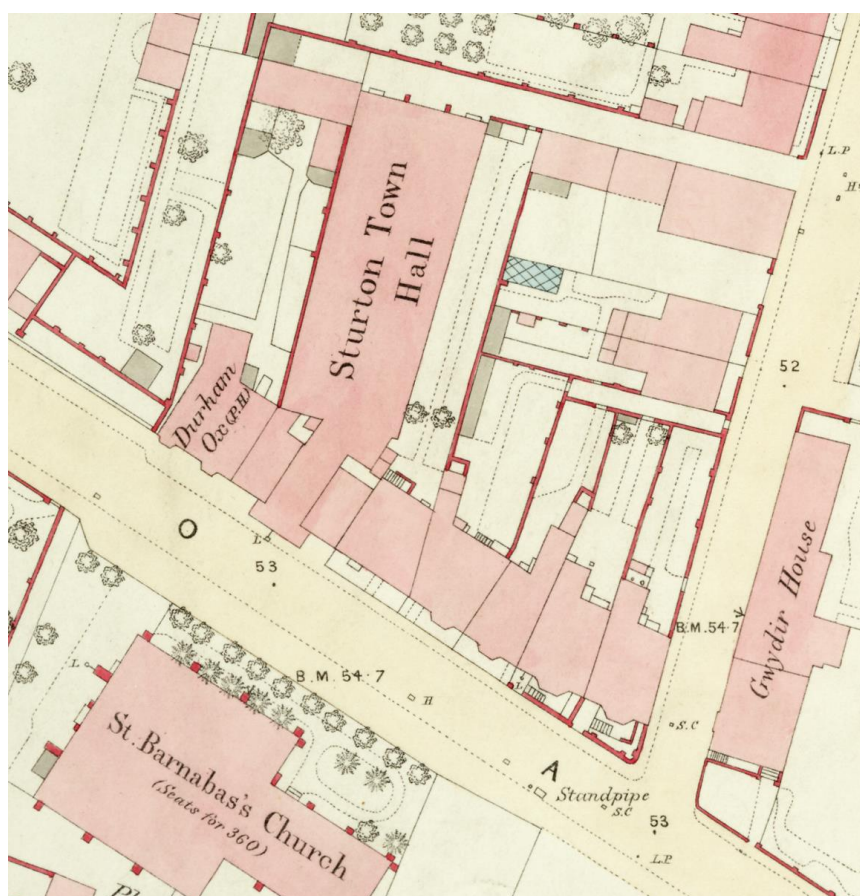 L.P
H
Sturton Town
Hall
52
Durham
Ox (P.H)
O
L
53
Gwydir House
B.M. 54·7
B.M. 54·7
L
H
L
S.C
St. Barnabas's Church
(Seats for 360)
A
Standpipe
S.C
53
L.P